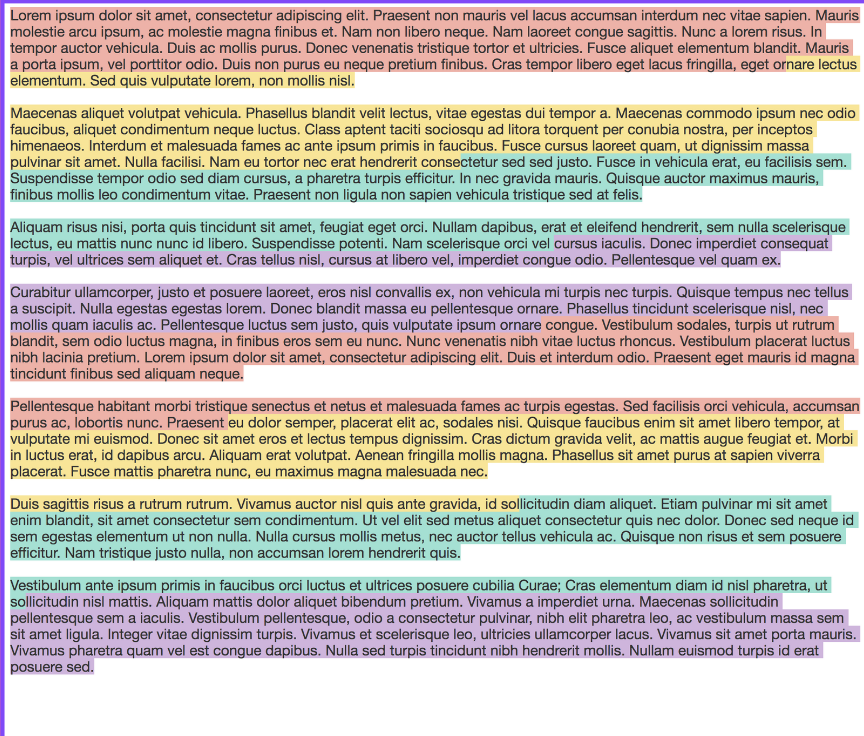 Lorem ipsum dolor sit amet, consectetur adipiscing elit. Praesent non mauris vel lacus accumsan interdum nec vitae sapien. Mauris
molestie arcu ipsum, ac molestie magna finibus et. Nam non libero neque. Nam laoreet congue sagittis. Nunc a lorem risus. In
tempor auctor vehicula. Duis ac mollis purus. Donec venenatis tristique tortor et ultricies. Fusce aliquet elementum blandit. Mauris
a porta ipsum, vel porttitor odio. Duis non purus eu neque pretium finibus. Cras tempor libero eget lacus fringilla, eget ornare lectus
elementum. Sed quis vulputate lorem, non mollis nisl.
Maecenas aliquet volutpat vehicula. Phasellus blandit velit lectus, vitae egestas dui tempor a. Maecenas commodo ipsum nec odio
faucibus, aliquet condimentum neque luctus. Class aptent taciti sociosqu ad litora torquent per conubia nostra, per inceptos
himenaeos. Interdum et malesuada fames ac ante ipsum primis in faucibus. Fusce cursus laoreet quam, ut dignissim massa
pulvinar sit amet. Nulla facilisi. Nam eu tortor nec erat hendrerit consectetur sed sed justo. Fusce in vehicula erat, eu facilisis sem.
Suspendisse tempor odio sed diam cursus, a pharetra turpis efficitur. In nec gravida mauris. Quisque auctor maximus mauris,
finibus mollis leo condimentum vitae. Praesent non ligula non sapien vehicula tristique sed at felis.
Aliquam risus nisi, porta quis tincidunt sit amet, feugiat eget orci. Nullam dapibus, erat et eleifend hendrerit, sem nulla scelerisque
lectus, eu mattis nunc nunc id libero. Suspendisse potenti. Nam scelerisque orci vel cursus iaculis. Donec imperdiet consequat
turpis, vel ultrices sem aliquet et. Cras tellus nisl, cursus at libero vel, imperdiet congue odio. Pellentesque vel quam ex.
Curabitur ullamcorper, justo et posuere laoreet, eros nisl convallis ex, non vehicula mi turpis nec turpis. Quisque tempus nec tellus
a suscipit. Nulla egestas egestas lorem. Donec blandit massa eu pellentesque ornare. Phasellus tincidunt scelerisque nisl, nec
mollis quam iaculis ac. Pellentesque luctus sem justo, quis vulputate ipsum ornare congue. Vestibulum sodales, turpis ut rutrum
blandit, sem odio luctus magna, in finibus eros sem eu nunc. Nunc venenatis nibh vitae luctus rhoncus. Vestibulum placerat luctus
nibh lacinia pretium. Lorem ipsum dolor sit amet, consectetur adipiscing elit. Duis et interdum odio. Praesent eget mauris id magna
tincidunt finibus sed aliquam neque.
Pellentesque habitant morbi tristique senectus et netus et malesuada fames ac turpis egestas. Sed facilisis orci vehicula, accumsan
purus ac, lobortis nunc. Praesent eu dolor semper, placerat elit ac, sodales nisi. Quisque faucibus enim sit amet libero tempor, at
vulputate mi euismod. Donec sit amet eros et lectus tempus dignissim. Cras dictum gravida velit, ac mattis augue feugiat et. Morbi
in luctus erat, id dapibus arcu. Aliquam erat volutpat. Aenean fringilla mollis magna. Phasellus sit amet purus at sapien viverra
placerat. Fusce mattis pharetra nunc, eu maximus magna malesuada nec.
Duis sagittis risus a rutrum rutrum. Vivamus auctor nisl quis ante gravida, id sollicitudin diam aliquet. Etiam pulvinar mi sit amet
enim blandit, sit amet consectetur sem condimentum. Ut vel elit sed metus aliquet consectetur quis nec dolor. Donec sed neque id
sem egestas elementum ut non nulla. Nulla cursus mollis metus, nec auctor tellus vehicula ac. Quisque non risus et sem posuere
efficitur. Nam tristique justo nulla, non accumsan lorem hendrerit quis.
Vestibulum ante ipsum primis in faucibus orci luctus et ultrices posuere cubilia Curae; Cras elementum diam id nisl pharetra, ut
sollicitudin nisl mattis. Aliquam mattis dolor aliquet bibendum pretium. Vivamus a imperdiet urna. Maecenas sollicitudin
pellentesque sem a iaculis. Vestibulum pellentesque, odio a consectetur pulvinar, nibh elit pharetra leo, ac vestibulum massa sem
sit amet ligula. Integer vitae dignissim turpis. Vivamus et scelerisque leo, ultricies ullamcorper lacus. Vivamus sit amet porta mauris.
Vivamus pharetra quam vel est congue dapibus. Nulla sed turpis tincidunt nibh hendrerit mollis. Nullam euismod turpis id erat
posuere sed.